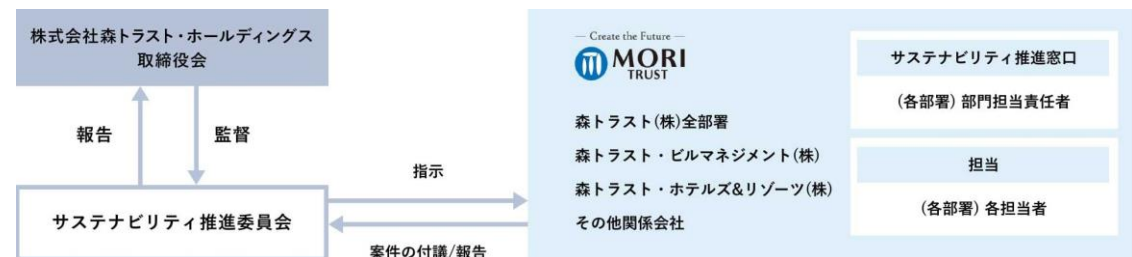 株式会社森トラスト・ホールディングス
取締役会
報告
監督
サステナビリティ推進委員会
指示
案件の付議/報告
— Create the Future —
MORI
TRUST
森トラスト(株)全部署
森トラスト・ビルマネジメント(株)
森トラスト・ホテルズ&リゾーツ(株)
その他関係会社
サステナビリティ推進窓口
(各部署) 部門担当責任者
担当
(各部署) 各担当者